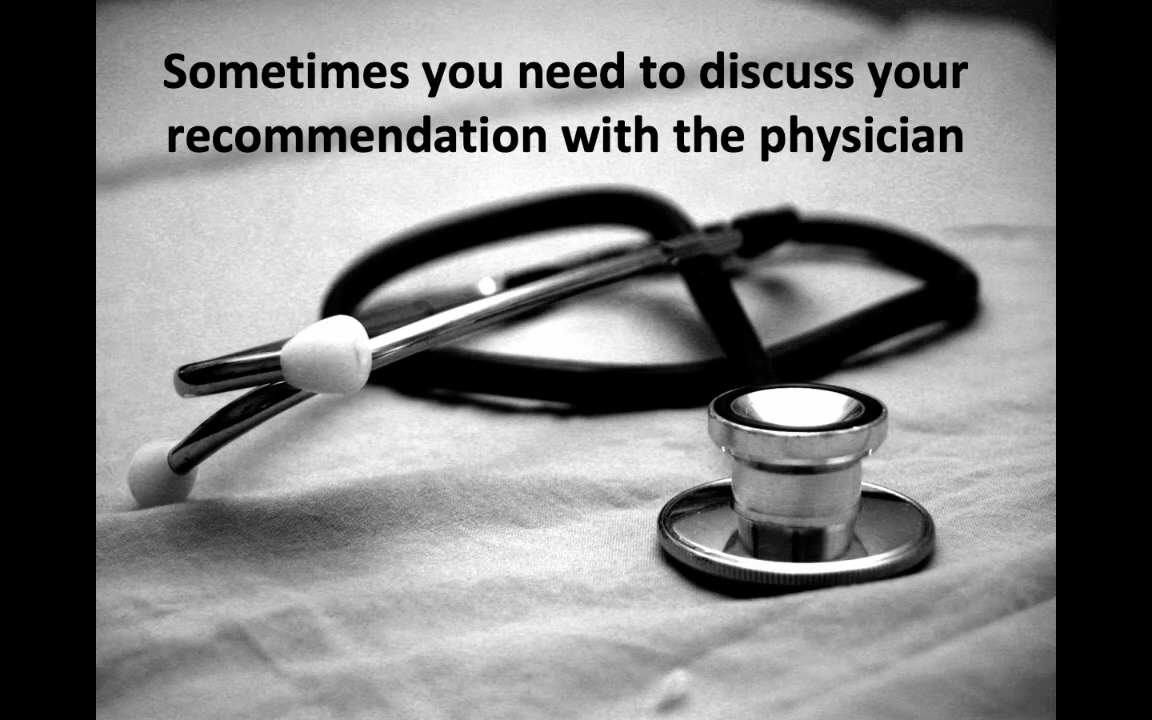 Sometimes you need to discuss your
recommendation with the physician